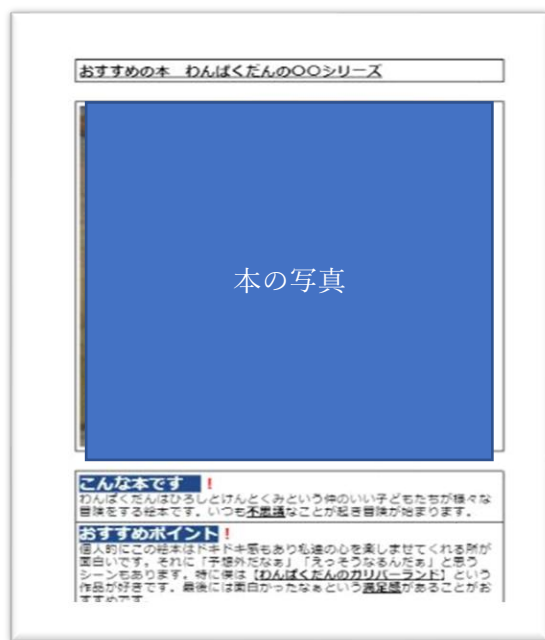 おすすめの本　わんぱくだんの〇〇シリーズ
本の写真
こんな本です　！
わんぱくだんはひろしとけんとくみという仲のいい子どもたちが様々な
冒険をする絵本です。いつも不思議なことが起き冒険が始まります。
おすすめポイント！
個人的にこの絵本はドキドキ感もあり私達の心を楽しませてくれる所が
面白いです。それに「予想外だなぁ」「えっそうなるんだぁ」と思う
シーンもあります。特に僕は【わんぱくだんのガリバーランド】という
作品が好きです。最後には面白かったなぁという満足感があることがお
すすめです。